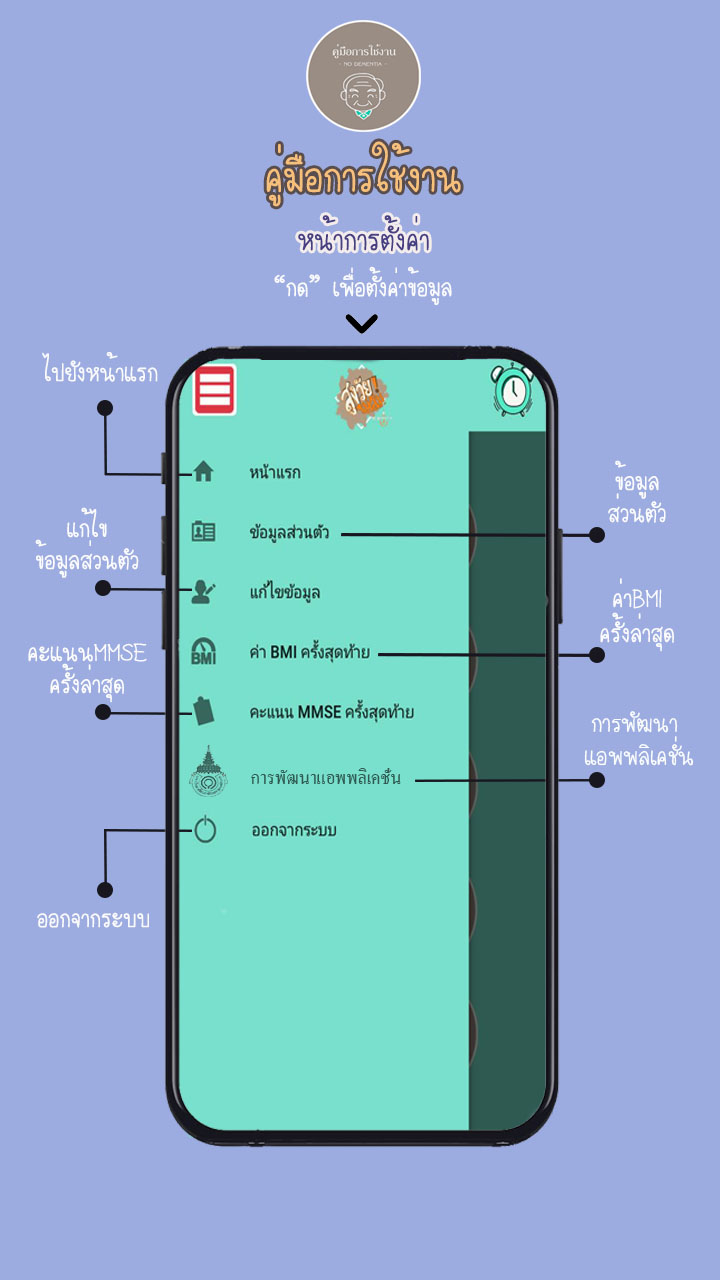 คู่มือการใช้งาน
- NO DEMENTIA -
คู่มือการใช้งาน
หน้าการตั้งค่า
“กด” เพื่อตั้งค่าข้อมูล
ไปยังหน้าแรก
สูงวัย!
หน้าแรก
ข้อมูลส่วนตัว
ข้อมูล
ส่วนตัว
แก้ไข
ข้อมูลส่วนตัว
แก้ไขข้อมูล
ค่าBMI
ครั้งล่าสุด
คะแนนMMSE
ครั้งล่าสุด
BMI
ค่า BMI ครั้งสุดท้าย
คะแนน MMSE ครั้งสุดท้าย
การพัฒนา
แอพพลิเคชั่น
การพัฒนาแอพพลิเคชั่น
ออกจากระบบ
ออกจากระบบ